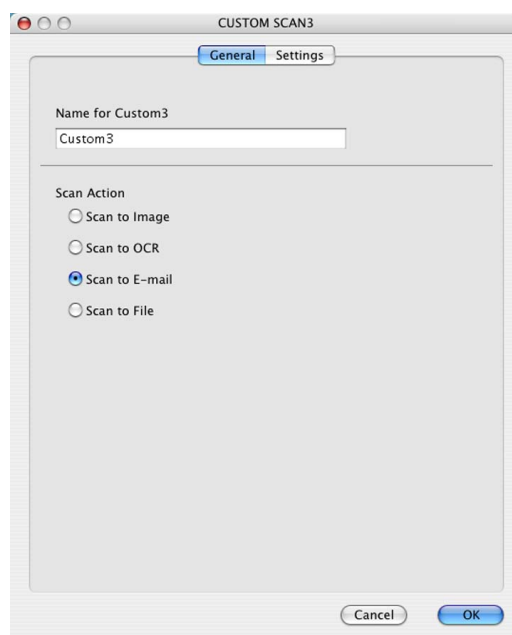 CUSTOM SCAN3
General Settings
Name for Custom3
Custom3
Scan Action
Scan to Image
Scan to OCR
Scan to E-mail
Scan to File
Cancel OK